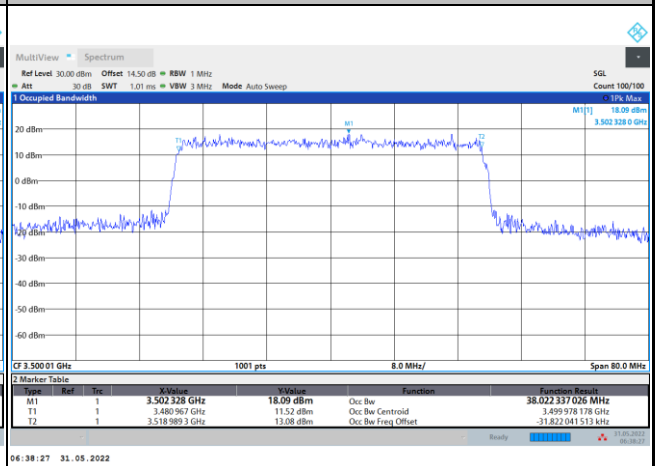 MultiView Spectrum
Ref Level 30.00 dBm Offset 14.50 dB RBW 1 MHz SGL
Att 30 dB SWT 1.01 ms VBW 3 MHz Mode Auto Sweep Count 100/100
1 Occupied Bandwidth 1Pk Max
M1[1] 18.09 dBm
3.502 328 0 GHz
M1
20 dBm
T1 T2
10 dBm
0 dBm
-10 dBm
-20 dBm
-30 dBm
-40 dBm
-50 dBm
-60 dBm
CF 3.500 01 GHz 1001 pts 8.0 MHz/ Span 80.0 MHz
2 Marker Table
Type Ref Trc X-Value Y-Value Function Function Result
M1 1 3.502 328 GHz 18.09 dBm Occ Bw 38.022 337 026 MHz
T1 1 3.480 967 GHz 11.52 dBm Occ Bw Centroid 3.499 978 178 GHz
T2 1 3.518 989 3 GHz 13.08 dBm Occ Bw Freq Offset -31.822 041 513 kHz
Ready 31.05.2022
06:38:27
06:38:27 31.05.2022